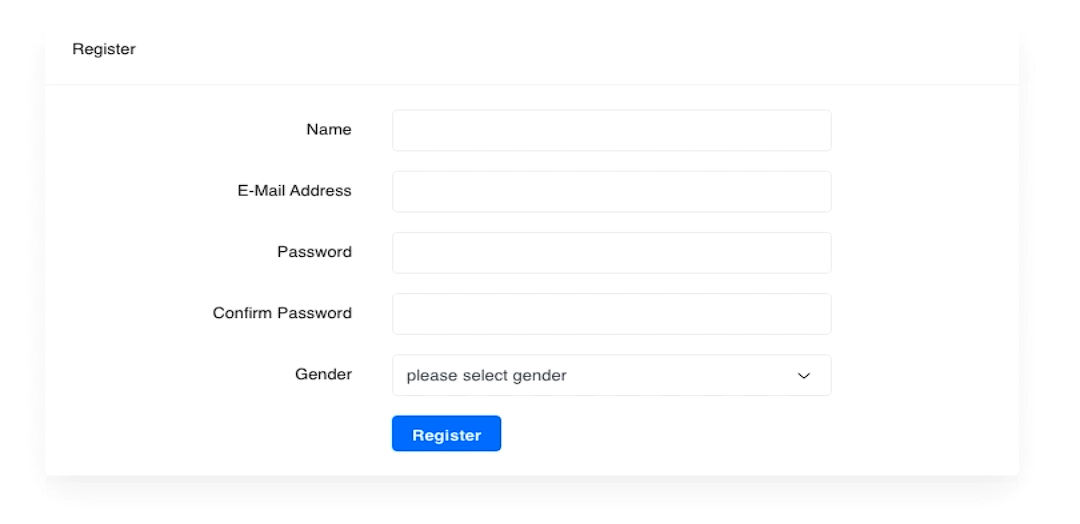 Register
Name
E-Mail Address
Password
Confirm Password
Gender
please select gender
Register